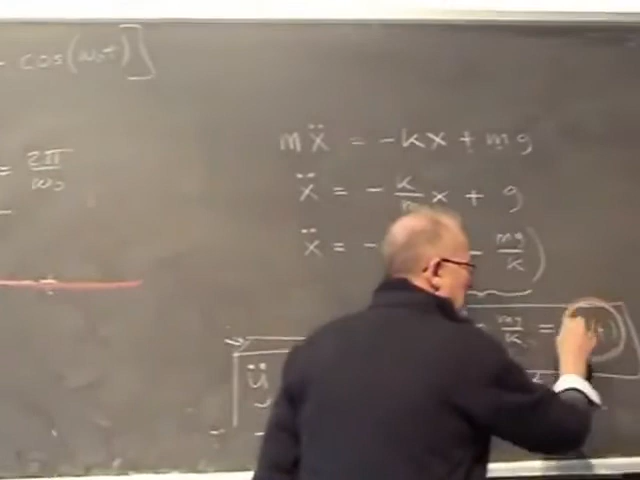 - cos(ω₀t)]
= 2π/ω₀
mẍ = -kx + mg
ẍ = - k/m x + g
ẍ = - - mg/k)
- mg/k =
ÿ